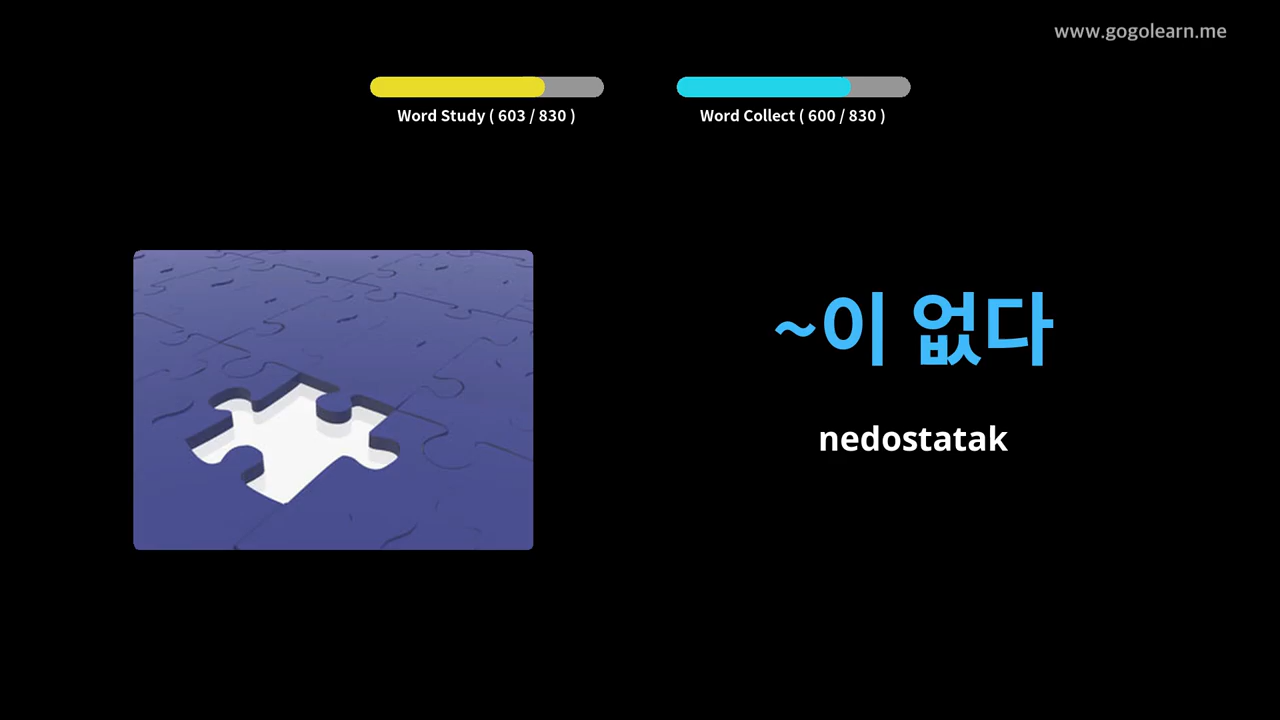 www.gogolearn.me
Word Study ( 603 / 830 )
Word Collect ( 600 / 830 )
~이 없다
nedostatak